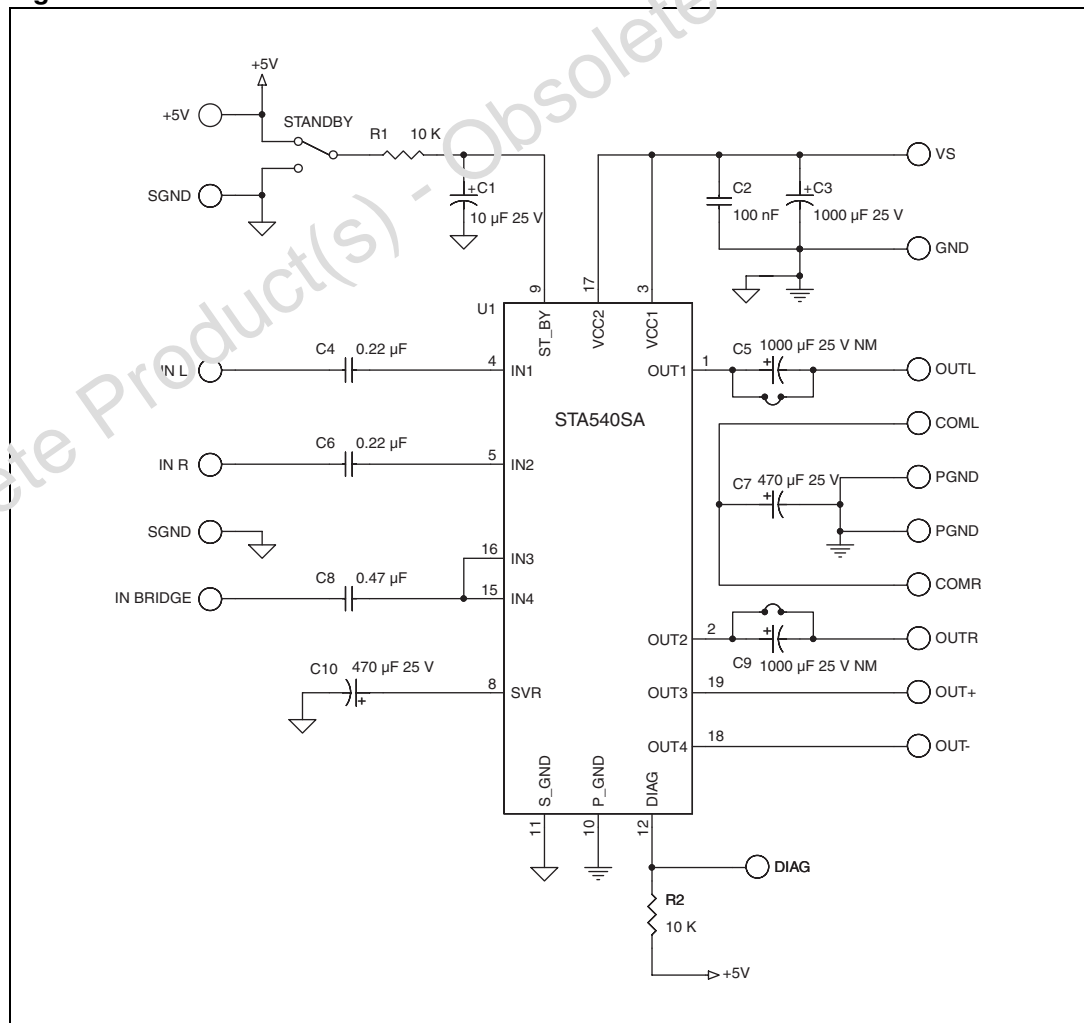 +5V
+5V
STANDBY
R1 10 K
VS
SGND
+C1
10 µF 25 V
C2
100 nF
+C3
1000 µF 25 V
GND
9
17
3
U1
ST_BY
VCC2
VCC1
C4 0.22 µF
IN L
4
IN1
OUT1
1
C5 1000 µF 25 V NM
+
OUTL
STA540SA
COML
C6 0.22 µF
IN R
5
IN2
C7 470 µF 25 V
+
PGND
SGND
PGND
16
IN3
C8 0.47 µF
IN BRIDGE
15
IN4
COMR
OUT2
2
+
C9 1000 µF 25 V NM
OUTR
C10 470 µF 25 V
+
8
SVR
OUT3
19
OUT+
OUT4
18
OUT-
S_GND
P_GND
DIAG
11
10
12
DIAG
R2
10 K
+5V
ete Product(s) - Obsolete